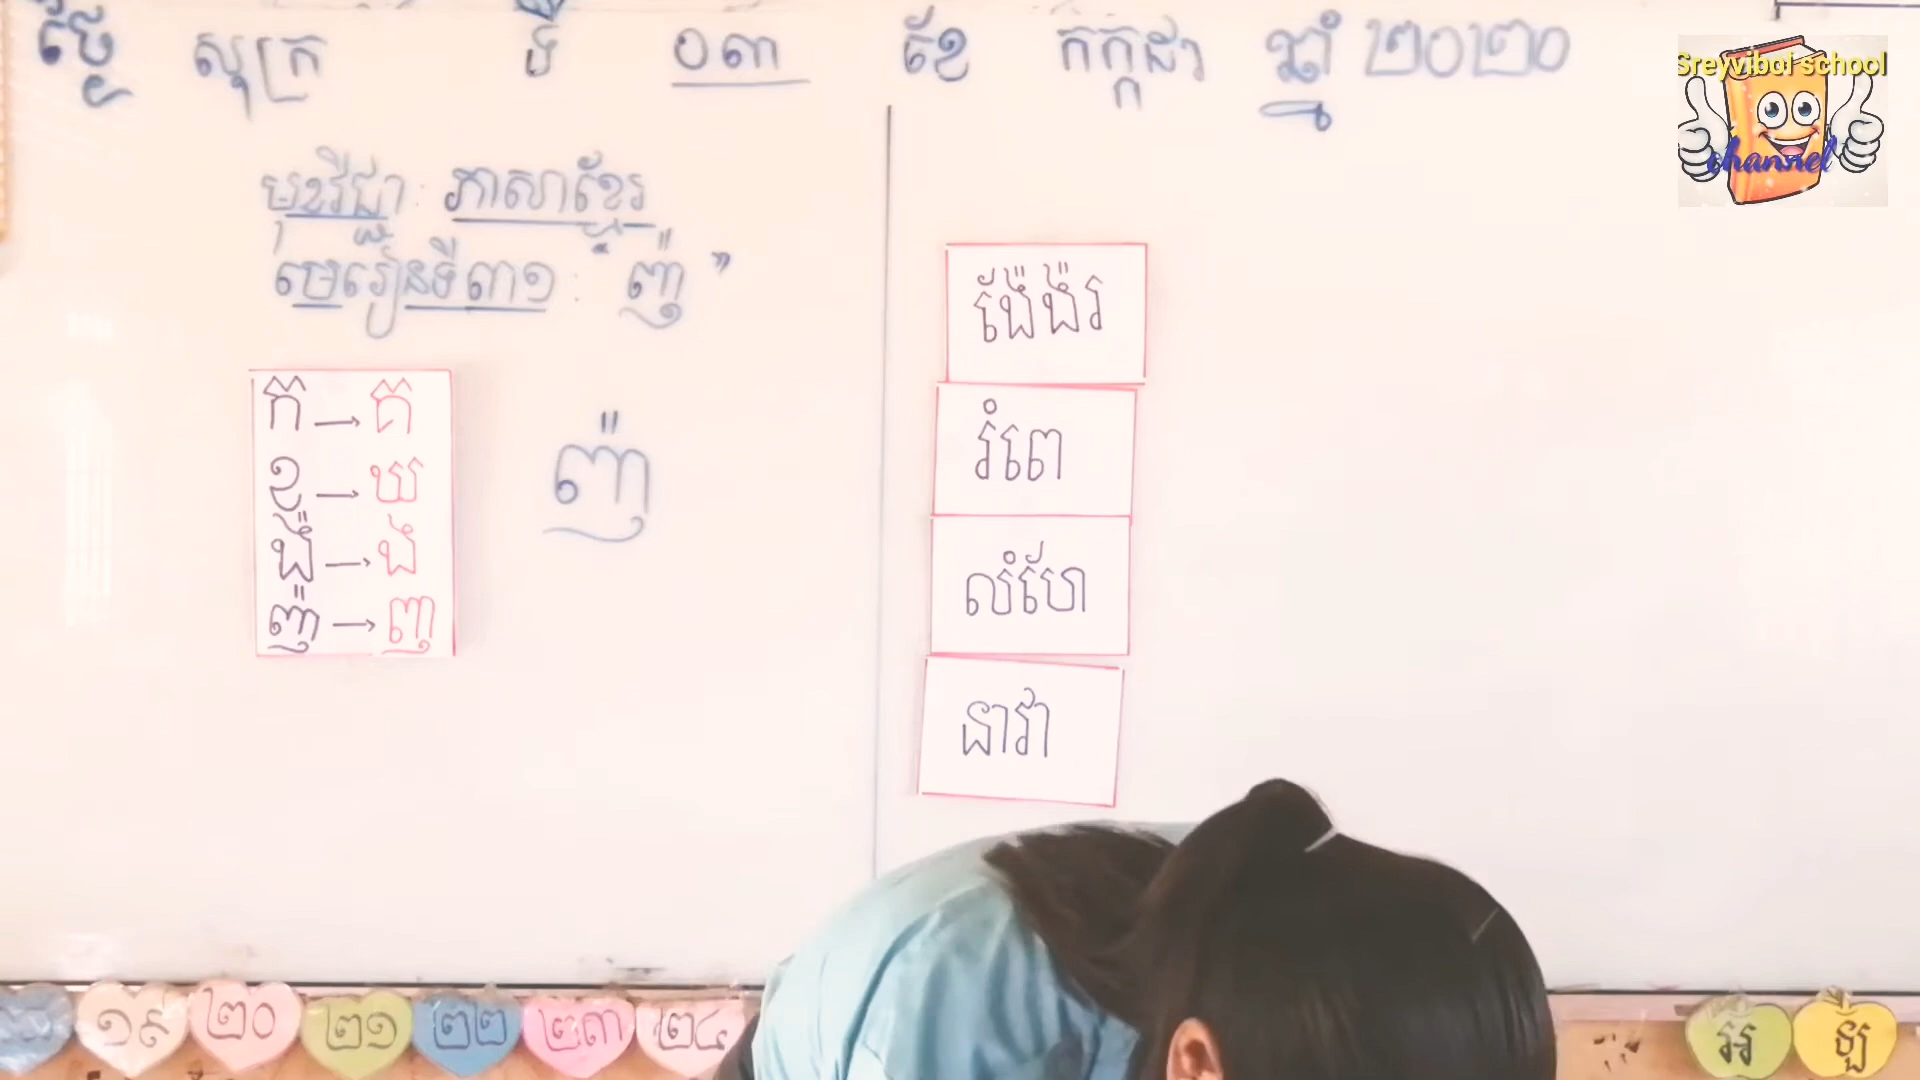 ថ្ងៃ សុក្រ ទី ០៣ ខែ កក្កដា ឆ្នាំ ២០២០
Sreyvibol school
channel
មុខវិជ្ជា : ភាសាខ្មែរ
មេរៀនទី៣១ : “ ញ៉ ”
ក → គ
ខ → ឃ
ង៉ → ង
ញ៉ → ញ
ញ៉
ង៉ែង៉រ
រំពេ
លំហែ
នាវា
១៩ ២០ ២១ ២២ ២៣ ២៤
អ ឡ